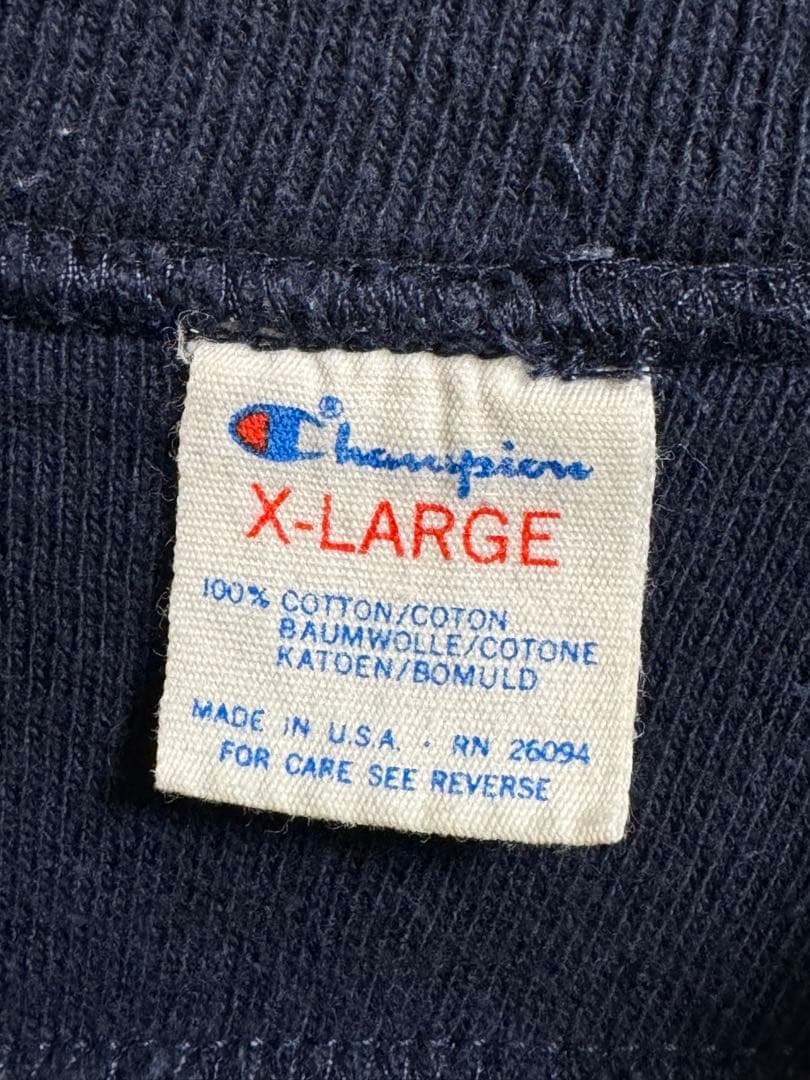 Champion®
X-LARGE
100% COTTON/COTON
BAUMWOLLE/COTONE
KATOEN/BOMULD
MADE IN U.S.A. · RN 26094
FOR CARE SEE REVERSE